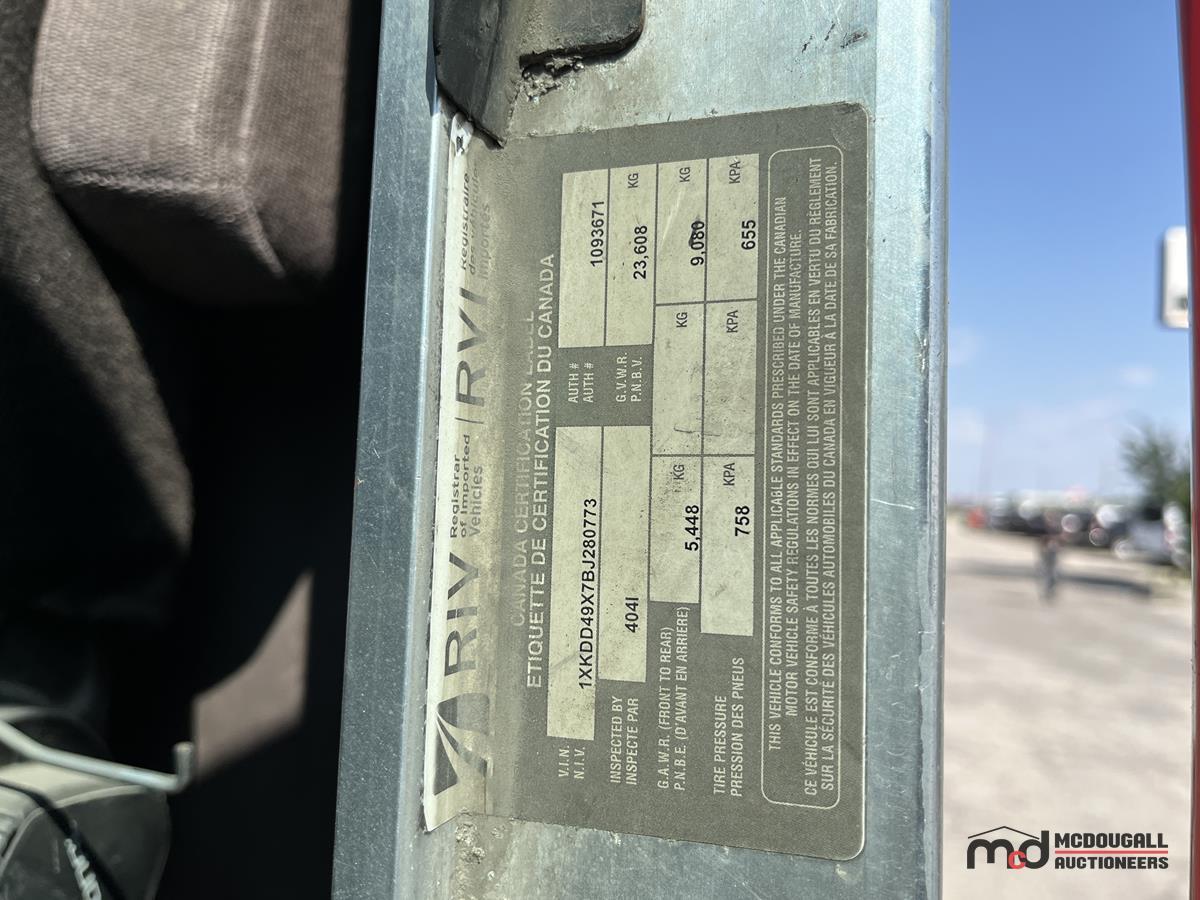 RIV Registrar of Imported Vehicles | RVI Registraire des véhicules importés
CANADA CERTIFICATION LABEL
ETIQUETTE DE CERTIFICATION DU CANADA
V.I.N. 1XKDD49X7BJ280773 AUTH # 1093671
N.I.V. AUTH #
INSPECTED BY 404I G.V.W.R. 23,608 KG
INSPECTE PAR P.N.B.V.
G.A.W.R. (FRONT TO REAR) 5,448 KG KG 9,080 KG
P.N.B.E. (D'AVANT EN ARRIERE)
TIRE PRESSURE 758 KPA KPA 655 KPA
PRESSION DES PNEUS
THIS VEHICLE CONFORMS TO ALL APPLICABLE STANDARDS PRESCRIBED UNDER THE CANADIAN
MOTOR VEHICLE SAFETY REGULATIONS IN EFFECT ON THE DATE OF MANUFACTURE.
CE VÉHICULE EST CONFORME À TOUTES LES NORMES QUI LUI SONT APPLICABLES EN VERTU DU RÈGLEMENT
SUR LA SÉCURITÉ DES VÉHICULES AUTOMOBILES DU CANADA EN VIGUEUR À LA DATE DE SA FABRICATION.
mcd MCDOUGALL
AUCTIONEERS